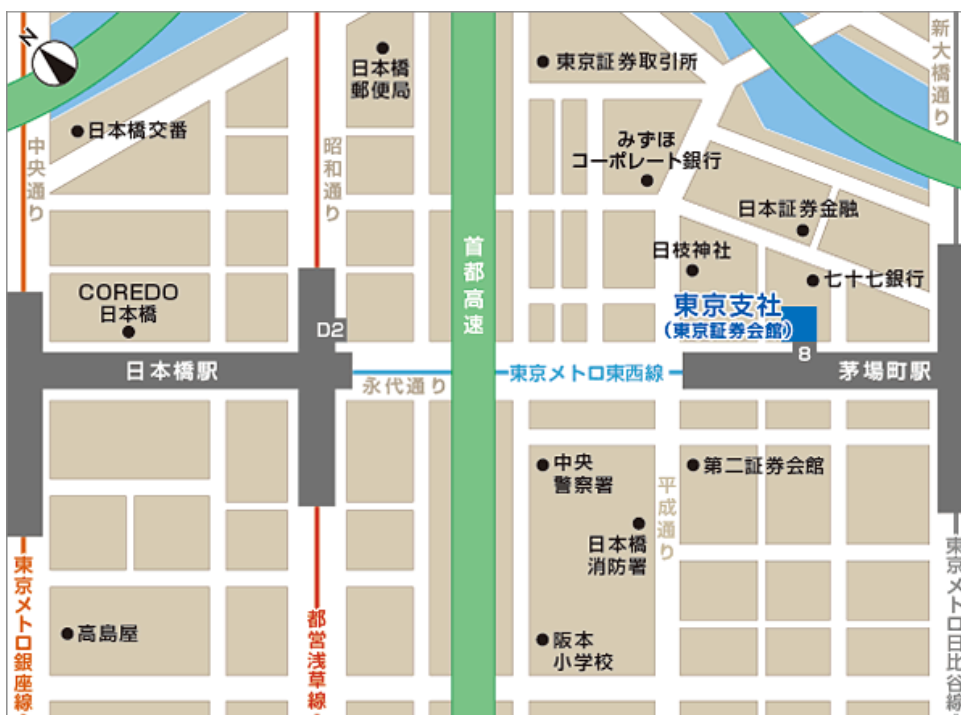 N
中央通り
日本橋交番
昭和通り
日本橋
郵便局
東京証券取引所
新大橋通り
みずほ
コーポレート銀行
日本証券金融
日枝神社
七十七銀行
首都高速
COREDO
日本橋
D2
東京支社
(東京証券会館)
8
日本橋駅
永代通り
東京メトロ東西線
茅場町駅
中央
警察署
第二証券会館
平成通り
日本橋
消防署
高島屋
阪本
小学校
東京メトロ銀座線
都営浅草線
東京メトロ日比谷線